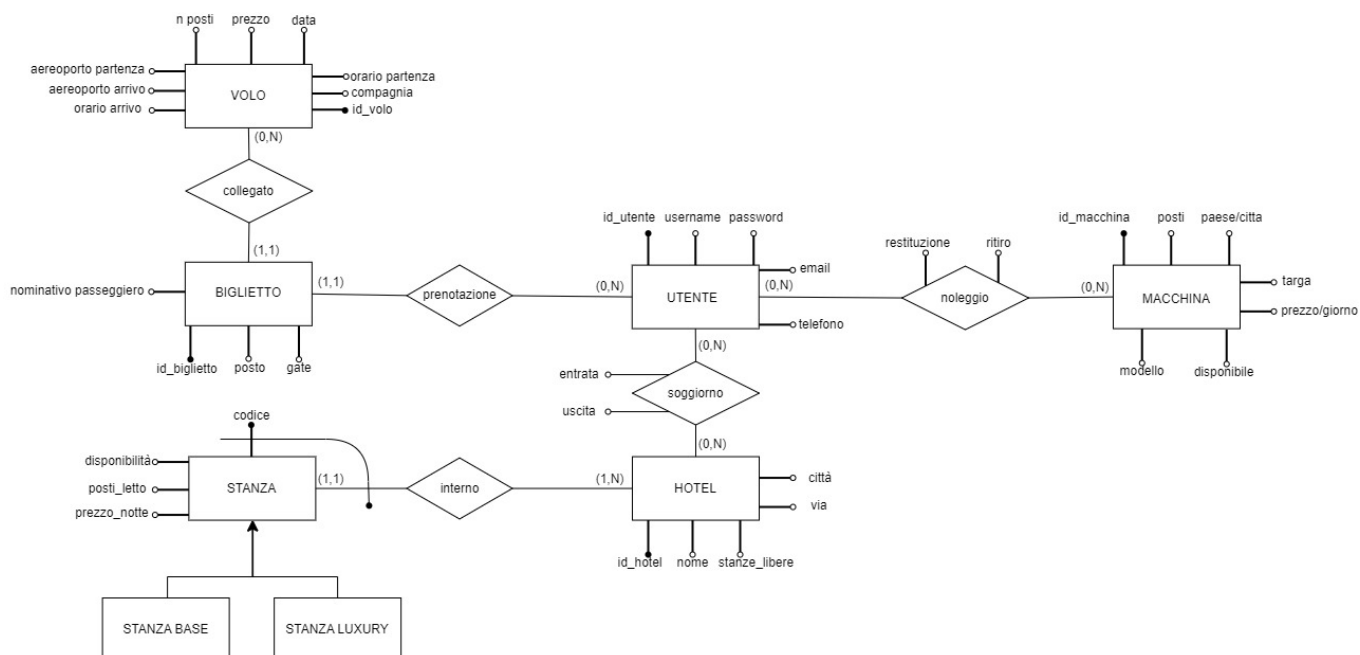 n posti prezzo data
aereoporto partenza
aereoporto arrivo
orario arrivo
VOLO
orario partenza
compagnia
id_volo
(0,N)
collegato
(1,1)
nominativo passeggiero
BIGLIETTO
(1,1)
id_biglietto posto gate
prenotazione
id_utente username password
(0,N)
UTENTE
email
(0,N)
telefono
restituzione ritiro
noleggio
id_macchina posti paese/citta
(0,N)
MACCHINA
targa
prezzo/giorno
modello disponibile
(0,N)
entrata
soggiorno
uscita
(0,N)
codice
disponibilità
posti_letto
prezzo_notte
STANZA
(1,1)
interno
(1,N)
HOTEL
città
via
id_hotel nome stanze_libere
STANZA BASE
STANZA LUXURY